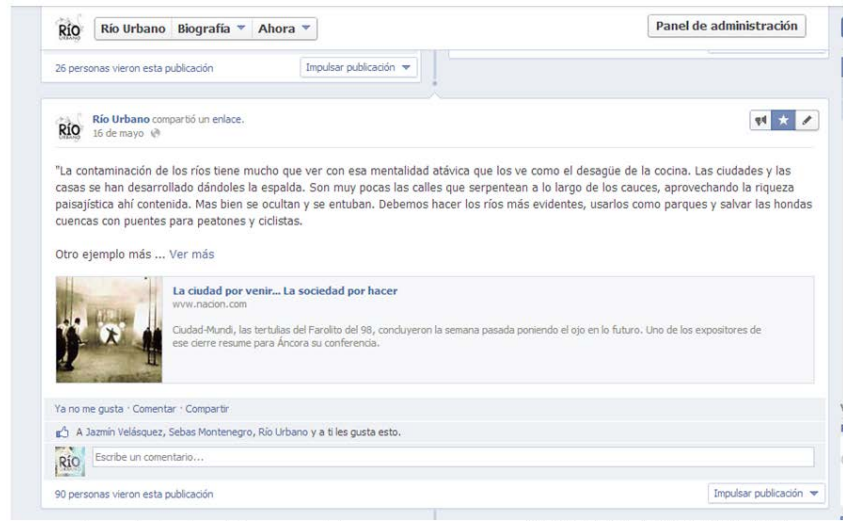 RÍO URBANO Río Urbano Biografía Ahora Panel de administración
26 personas vieron esta publicación Impulsar publicación
RÍO URBANO Río Urbano compartió un enlace.
16 de mayo
"La contaminación de los ríos tiene mucho que ver con esa mentalidad atávica que los ve como el desagüe de la cocina. Las ciudades y las
casas se han desarrollado dándoles la espalda. Son muy pocas las calles que serpentean a lo largo de los cauces, aprovechando la riqueza
paisajística ahí contenida. Mas bien se ocultan y se entuban. Debemos hacer los ríos más evidentes, usarlos como parques y salvar las hondas
cuencas con puentes para peatones y ciclistas.
Otro ejemplo más ... Ver más
La ciudad por venir... La sociedad por hacer
www.nacion.com
Ciudad-Mundi, las tertulias del Farolito del 98, concluyeron la semana pasada poniendo el ojo en lo futuro. Uno de los expositores de
ese cierre resume para Áncora su conferencia.
Ya no me gusta · Comentar · Compartir
A Jazmín Velásquez, Sebas Montenegro, Río Urbano y a ti les gusta esto.
RÍO Escribe un comentario...
90 personas vieron esta publicación Impulsar publicación